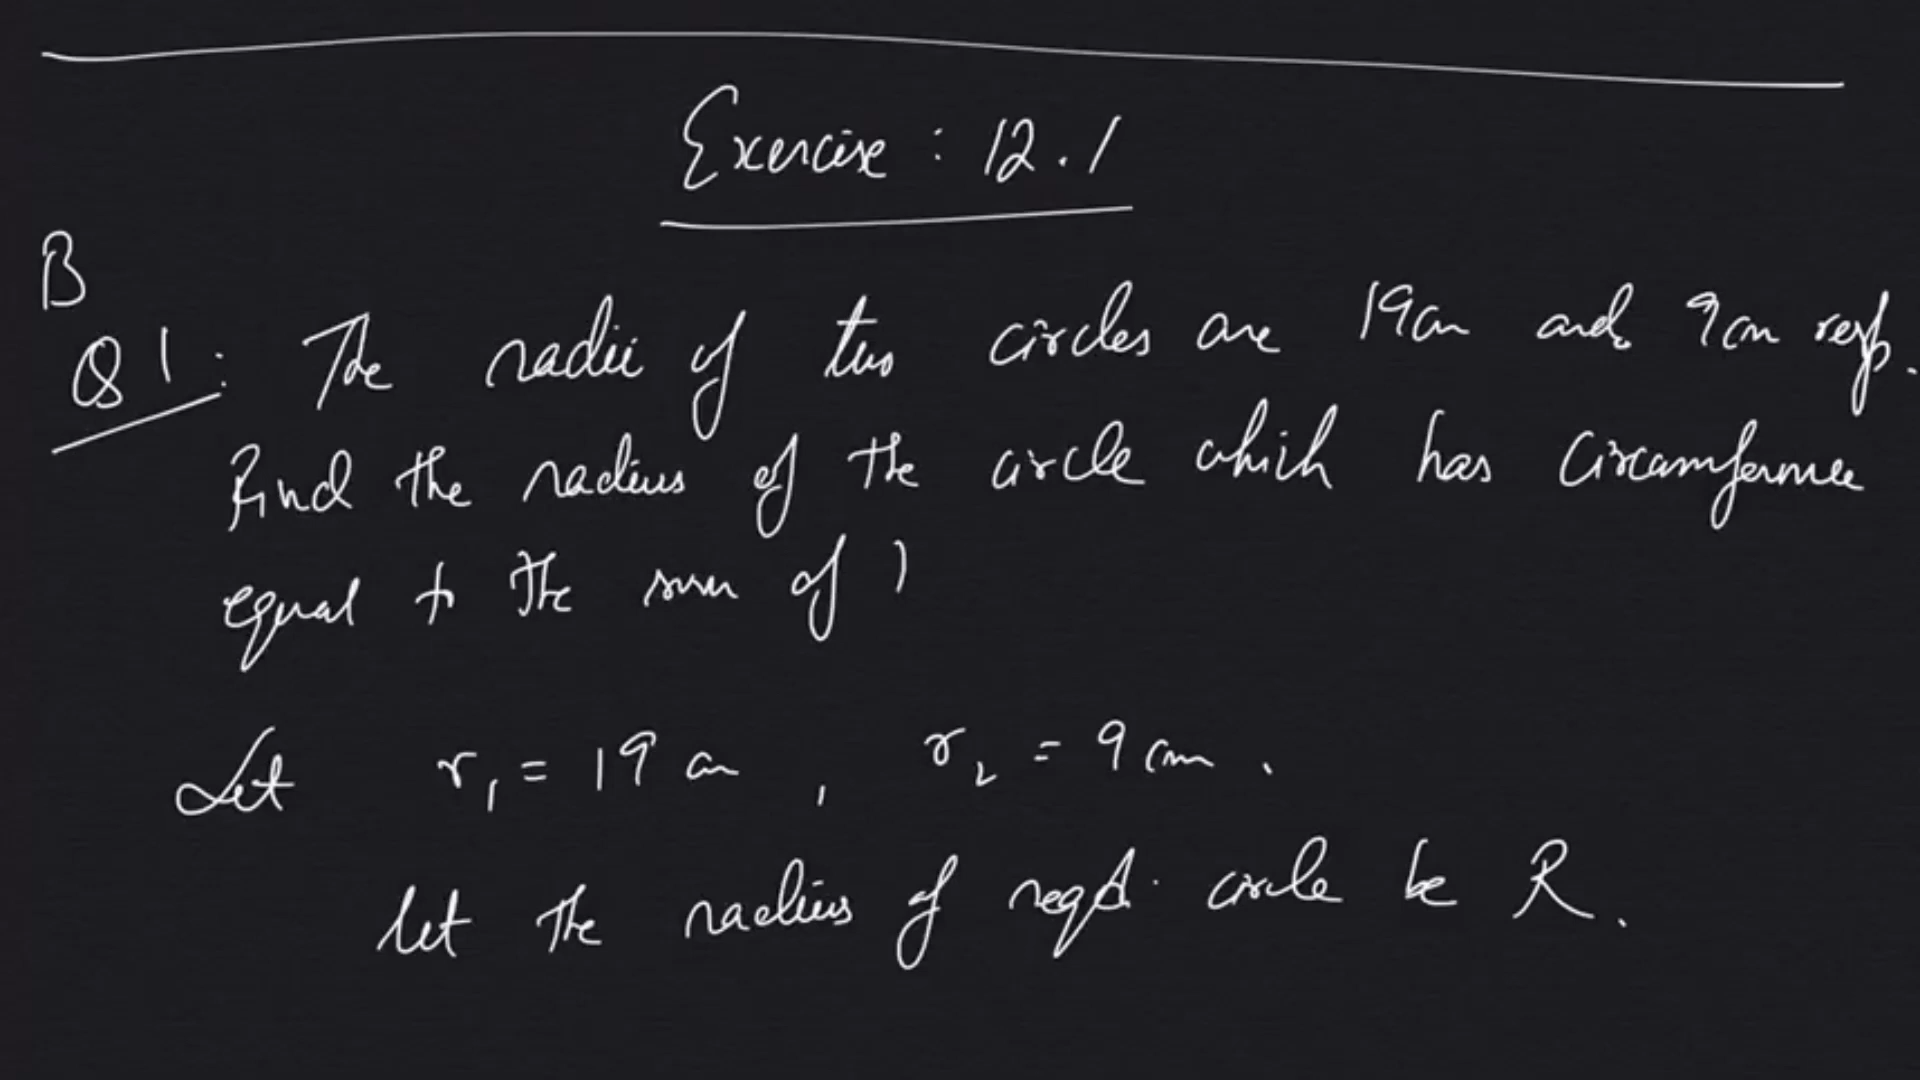 Exercise : 12.1
B
Q1: The radii of two circles are 19cm and 9cm resp.
Find the radius of the circle which has circumference
equal to the sum of )
Let r₁ = 19 cm , r₂ = 9 cm .
let the radius of reqd. circle be R.